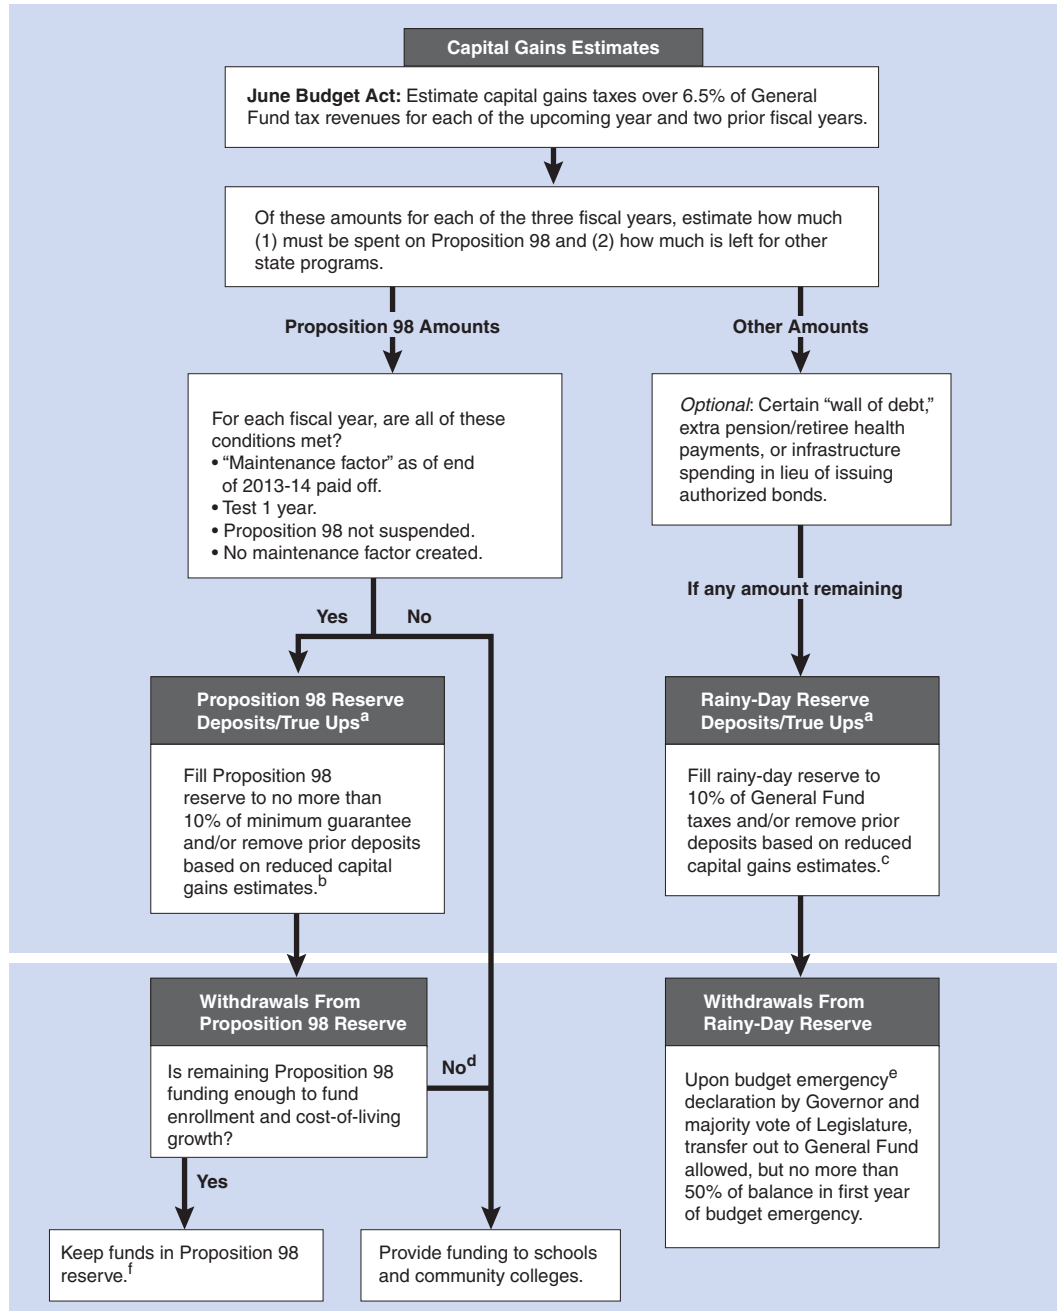 Capital Gains Estimates
June Budget Act: Estimate capital gains taxes over 6.5% of General
Fund tax revenues for each of the upcoming year and two prior fiscal years.
Of these amounts for each of the three fiscal years, estimate how much
(1) must be spent on Proposition 98 and (2) how much is left for other
state programs.
Proposition 98 Amounts
Other Amounts
For each fiscal year, are all of these
conditions met?
• “Maintenance factor” as of end
of 2013-14 paid off.
• Test 1 year.
• Proposition 98 not suspended.
• No maintenance factor created.
Optional: Certain “wall of debt,”
extra pension/retiree health
payments, or infrastructure
spending in lieu of issuing
authorized bonds.
If any amount remaining
Yes
No
Proposition 98 Reserve
Deposits/True Upsa
Fill Proposition 98
reserve to no more than
10% of minimum guarantee
and/or remove prior deposits
based on reduced capital
gains estimates.b
Rainy-Day Reserve
Deposits/True Upsa
Fill rainy-day reserve to
10% of General Fund
taxes and/or remove prior
deposits based on reduced
capital gains estimates.c
Withdrawals From
Proposition 98 Reserve
Is remaining Proposition 98
funding enough to fund
enrollment and cost-of-living
growth?
Nod
Yes
Withdrawals From
Rainy-Day Reserve
Upon budget emergencye
declaration by Governor and
majority vote of Legislature,
transfer out to General Fund
allowed, but no more than
50% of balance in first year
of budget emergency.
Keep funds in Proposition 98
reserve.f
Provide funding to schools
and community colleges.